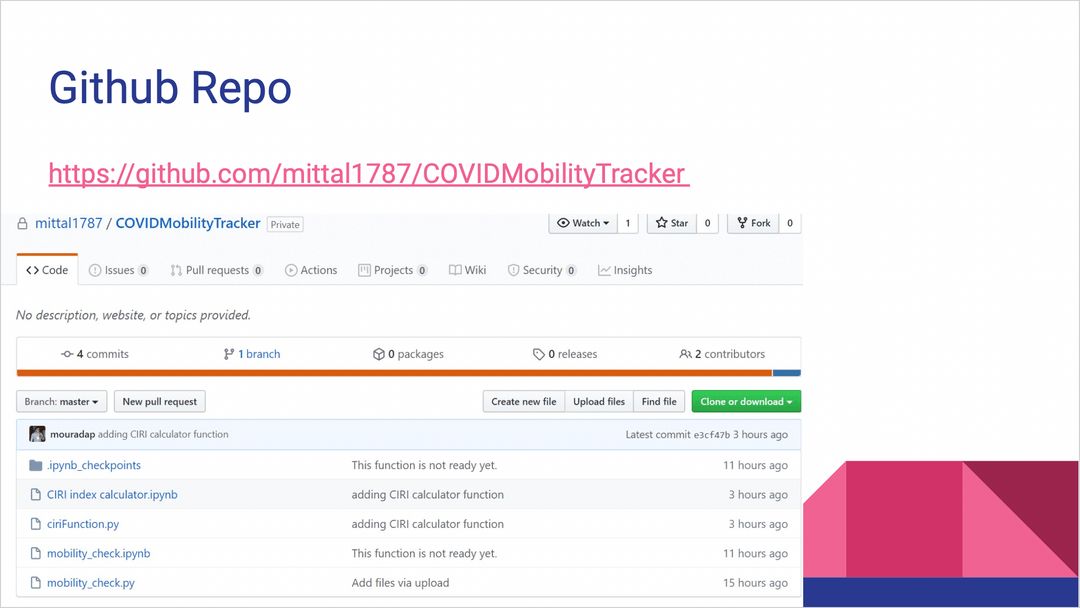 Github Repo
https://github.com/mittal1787/COVIDMobilityTracker
mittal1787 / COVIDMobilityTracker Private Watch 1 Star 0 Fork 0
Code Issues 0 Pull requests 0 Actions Projects 0 Wiki Security 0 Insights
No description, website, or topics provided.
4 commits 1 branch 0 packages 0 releases 2 contributors
Branch: master New pull request Create new file Upload files Find file Clone or download
mouradap adding CIRI calculator function Latest commit e3cf47b 3 hours ago
.ipynb_checkpoints This function is not ready yet. 11 hours ago
CIRI index calculator.ipynb adding CIRI calculator function 3 hours ago
ciriFunction.py adding CIRI calculator function 3 hours ago
mobility_check.ipynb This function is not ready yet. 11 hours ago
mobility_check.py Add files via upload 15 hours ago